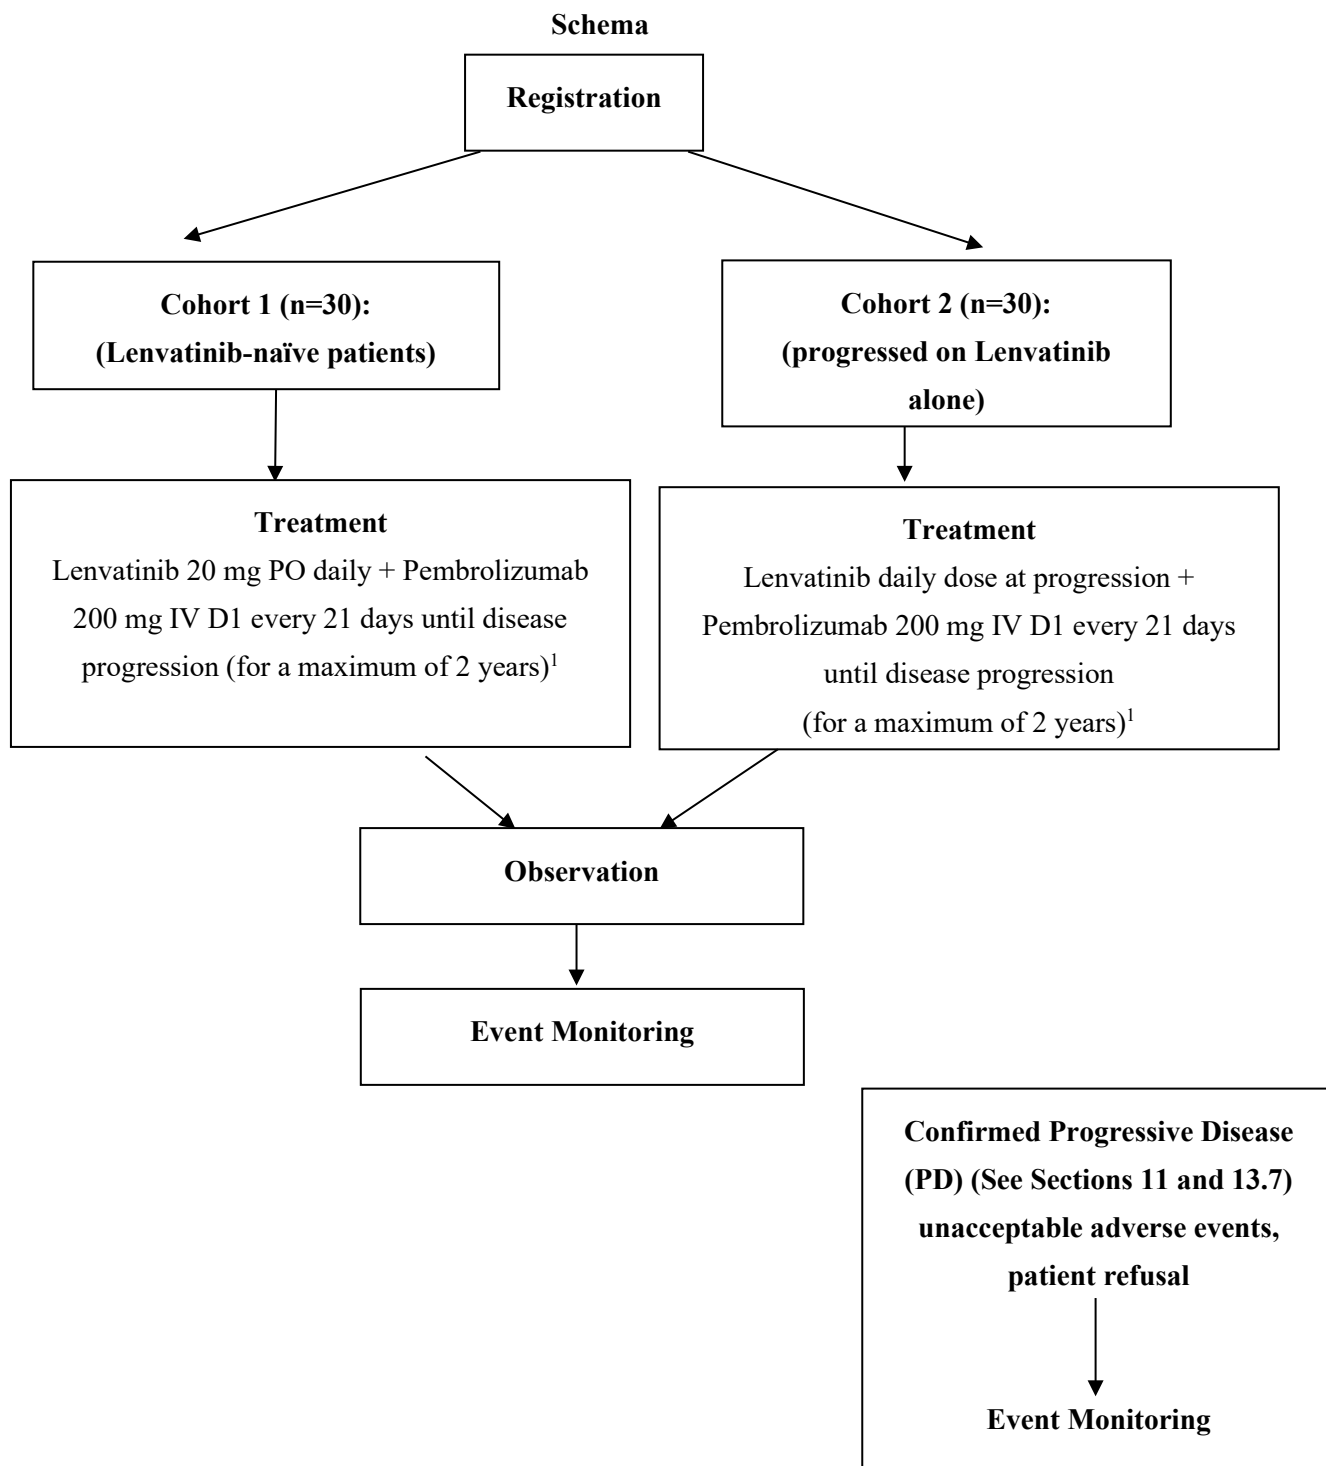 Schema
Registration
Cohort 1 (n=30):
(Lenvatinib-naïve patients)
Cohort 2 (n=30):
(progressed on Lenvatinib
alone)
Treatment
Lenvatinib 20 mg PO daily + Pembrolizumab
200 mg IV D1 every 21 days until disease
progression (for a maximum of 2 years)¹
Treatment
Lenvatinib daily dose at progression +
Pembrolizumab 200 mg IV D1 every 21 days
until disease progression
(for a maximum of 2 years)¹
Observation
Event Monitoring
Confirmed Progressive Disease
(PD) (See Sections 11 and 13.7)
unacceptable adverse events,
patient refusal
Event Monitoring